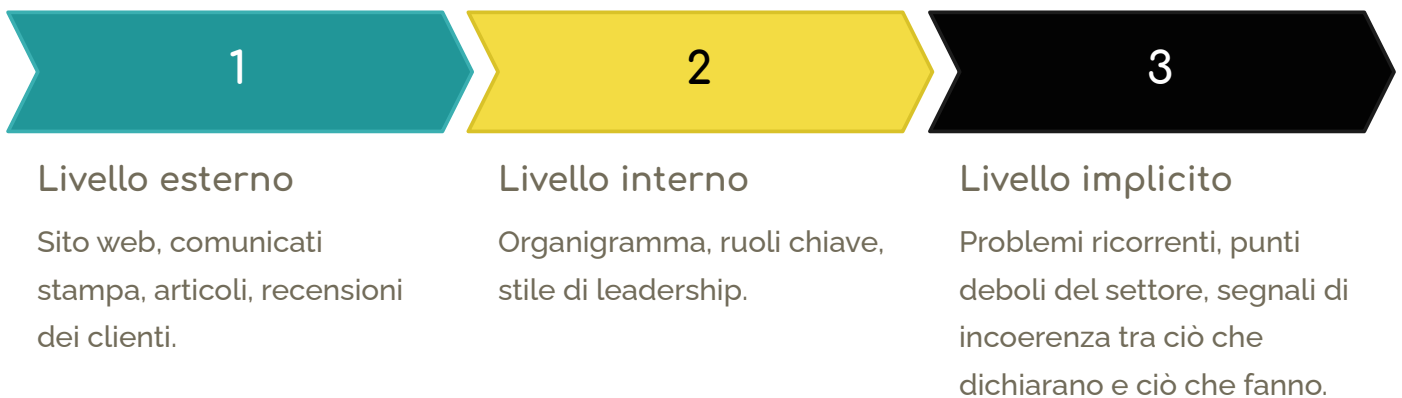 1
2
3
Livello esterno
Sito web, comunicati
stampa, articoli, recensioni
dei clienti.
Livello interno
Organigramma, ruoli chiave,
stile di leadership.
Livello implicito
Problemi ricorrenti, punti
deboli del settore, segnali di
incoerenza tra ciò che
dichiarano e ciò che fanno.